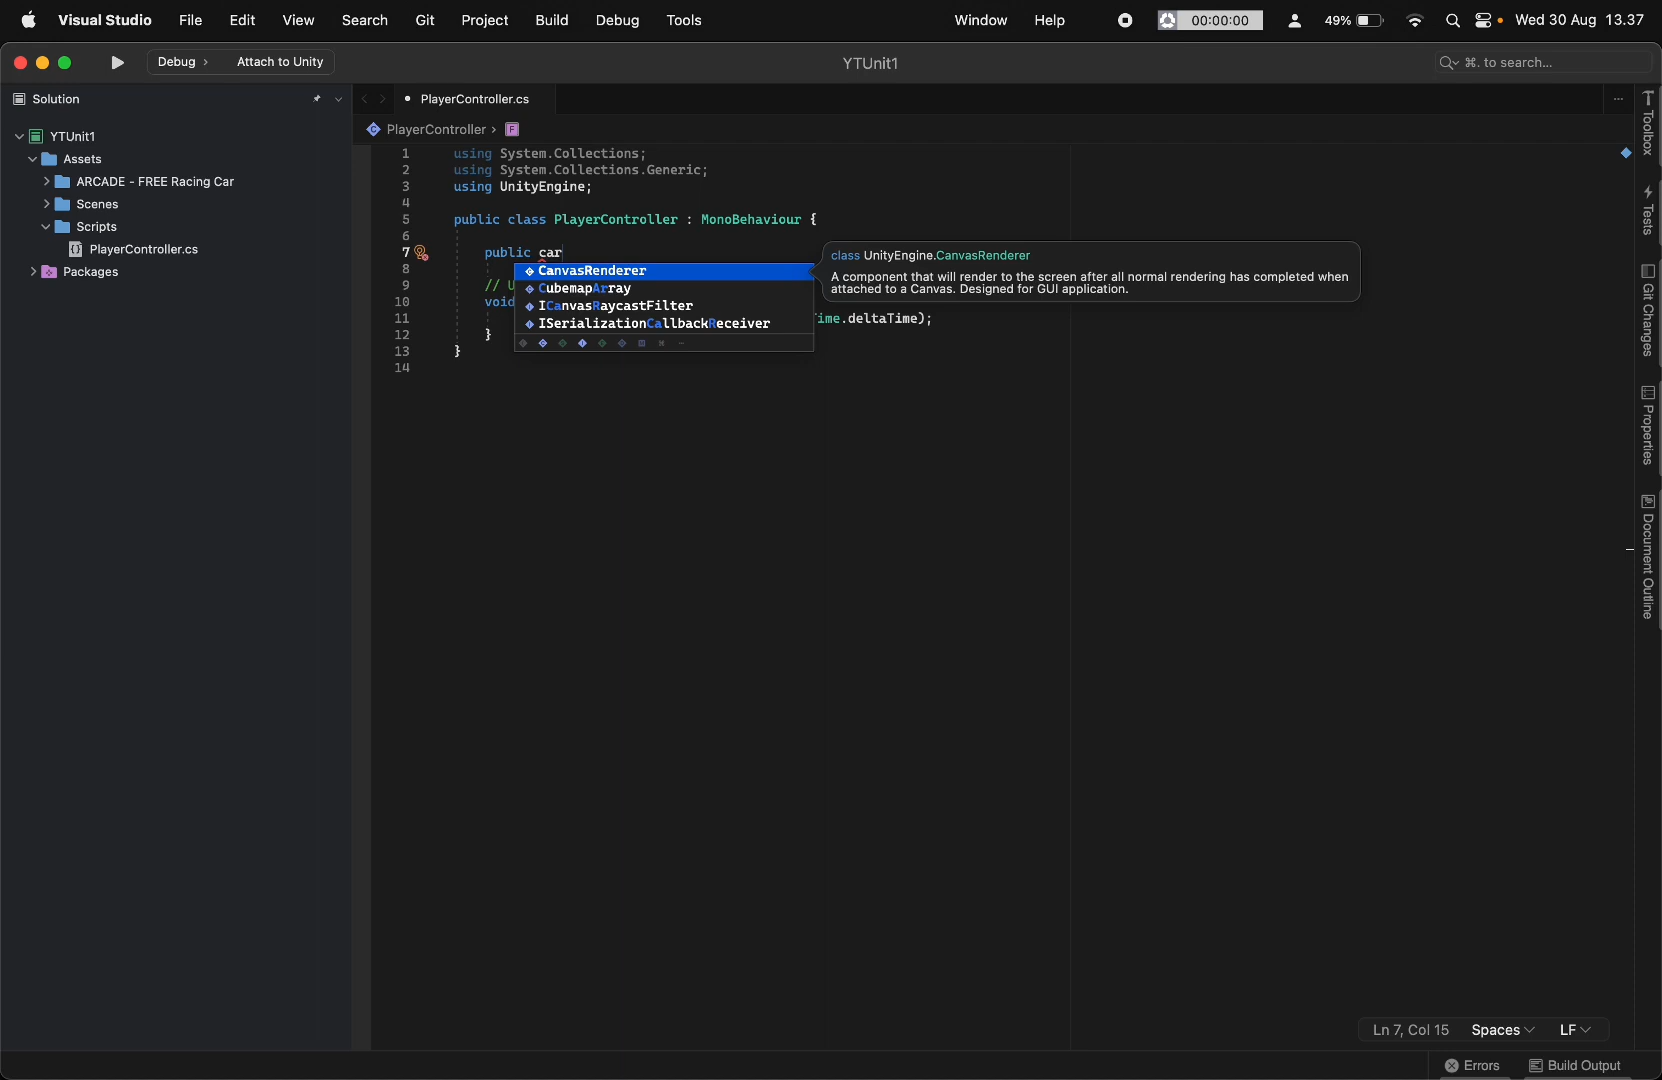 Visual Studio File Edit View Search Git Project Build Debug Tools Window Help 00:00:00 49% Wed 30 Aug 13.37
Debug › Attach to Unity YTUnit1 ⌘. to search...
Solution
PlayerController.cs
YTUnit1
Assets
ARCADE - FREE Racing Car
Scenes
Scripts
PlayerController.cs
Packages
PlayerController › F
1 using System.Collections;
2 using System.Collections.Generic;
3 using UnityEngine;
4
5 public class PlayerController : MonoBehaviour {
6
7 public car
8
9 // U
10 void
11 ime.deltaTime);
12 }
13 }
14
CanvasRenderer
CubemapArray
ICanvasRaycastFilter
ISerializationCallbackReceiver
class UnityEngine.CanvasRenderer
A component that will render to the screen after all normal rendering has completed when
attached to a Canvas. Designed for GUI application.
Toolbox
Tests
Git Changes
Properties
Document Outline
Ln 7, Col 15 Spaces LF
Errors Build Output